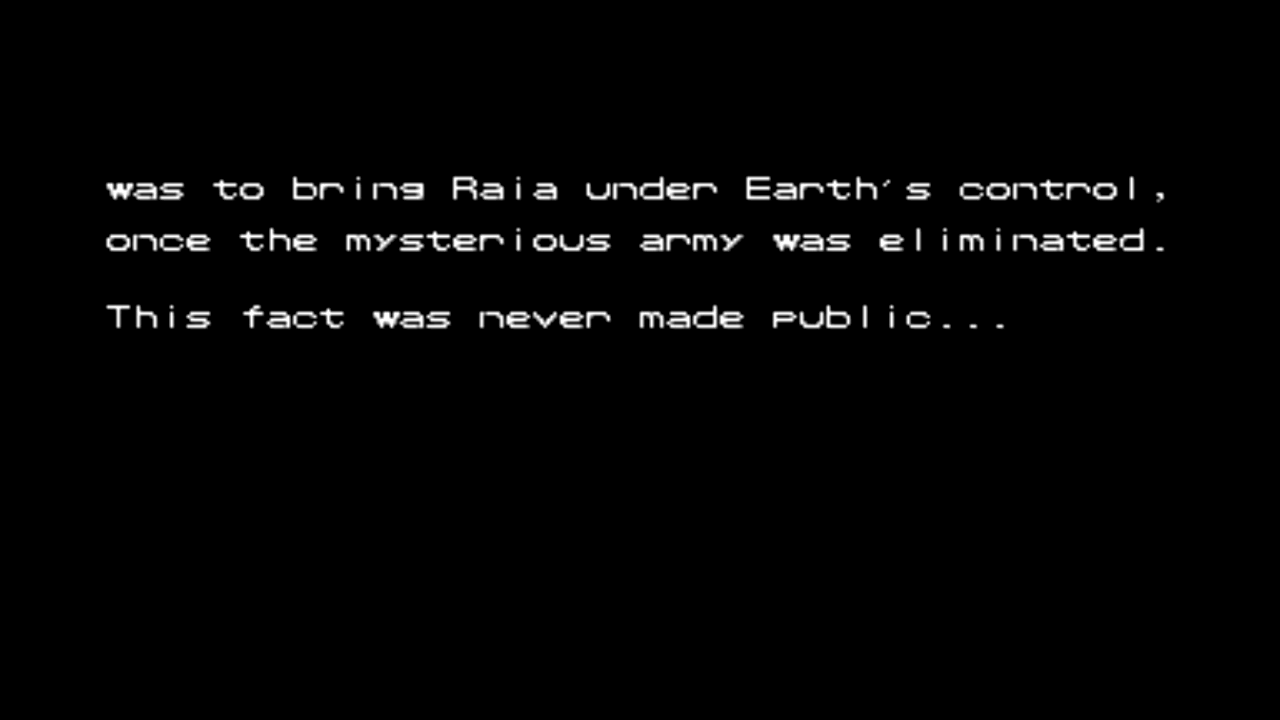 was to bring Raia under Earth's control,
once the mysterious army was eliminated.
This fact was never made public...